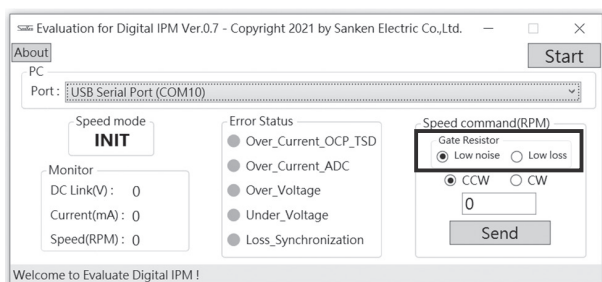 Sanken Evaluation for Digital IPM Ver.0.7 - Copyright 2021 by Sanken Electric Co.,Ltd.
About
Start
PC
Port : USB Serial Port (COM10)
Speed mode
INIT
Monitor
DC Link(V) : 0
Current(mA) : 0
Speed(RPM) : 0
Error Status
Over_Current_OCP_TSD
Over_Current_ADC
Over_Voltage
Under_Voltage
Loss_Synchronization
Speed command(RPM)
Gate Resistor
Low noise Low loss
CCW CW
0
Send
Welcome to Evaluate Digital IPM !